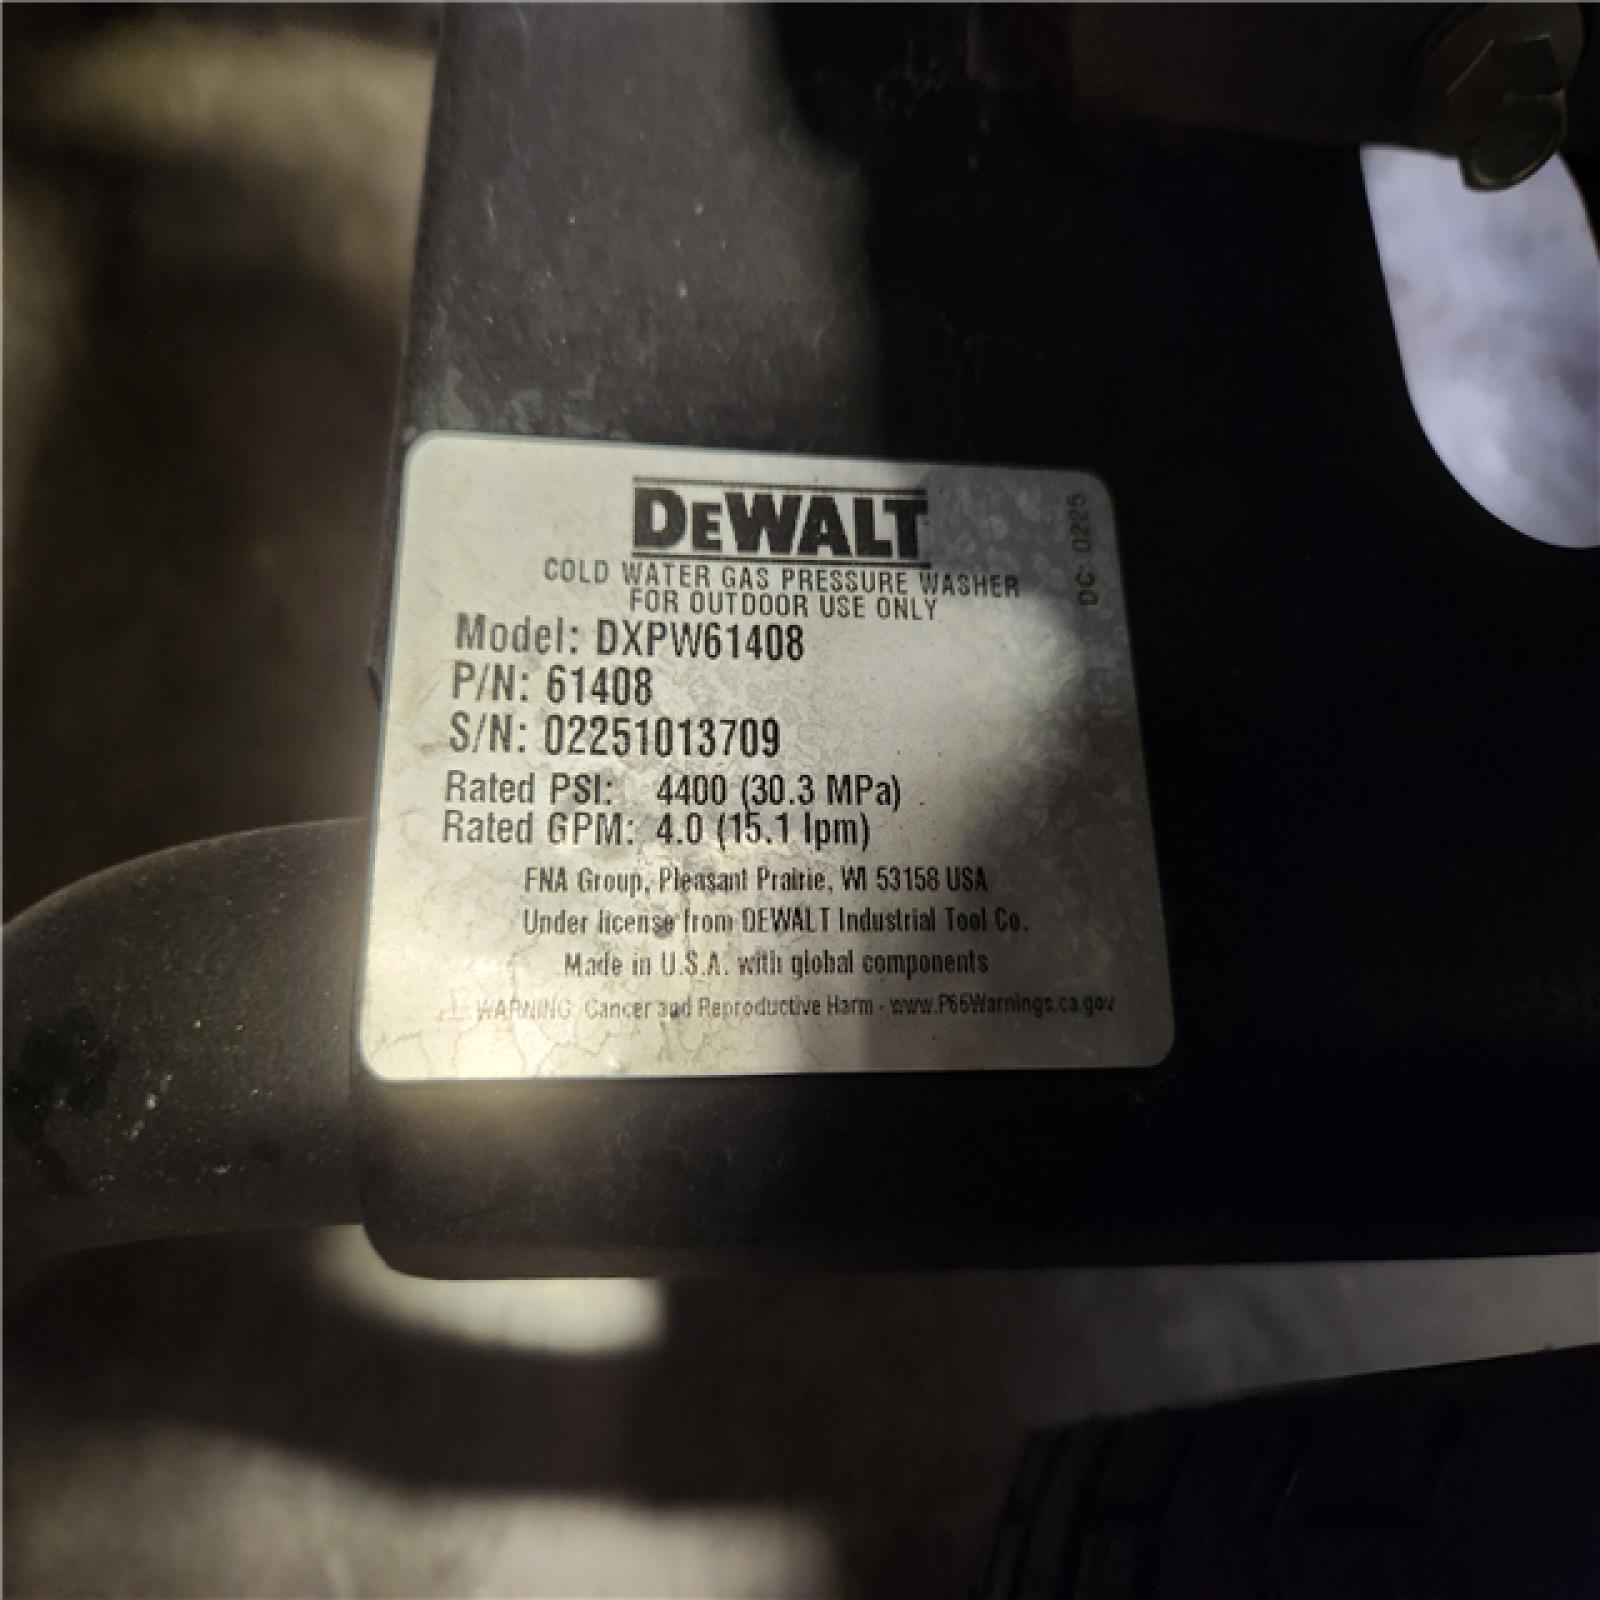 DEWALT
COLD WATER GAS PRESSURE WASHER
FOR OUTDOOR USE ONLY
DC: 0225
Model: DXPW61408
P/N: 61408
S/N: 02251013709
Rated PSI: 4400 (30.3 MPa)
Rated GPM: 4.0 (15.1 lpm)
FNA Group, Pleasant Prairie, WI 53158 USA
Under license from DEWALT Industrial Tool Co.
Made in U.S.A. with global components
WARNING: Cancer and Reproductive Harm - www.P65Warnings.ca.gov